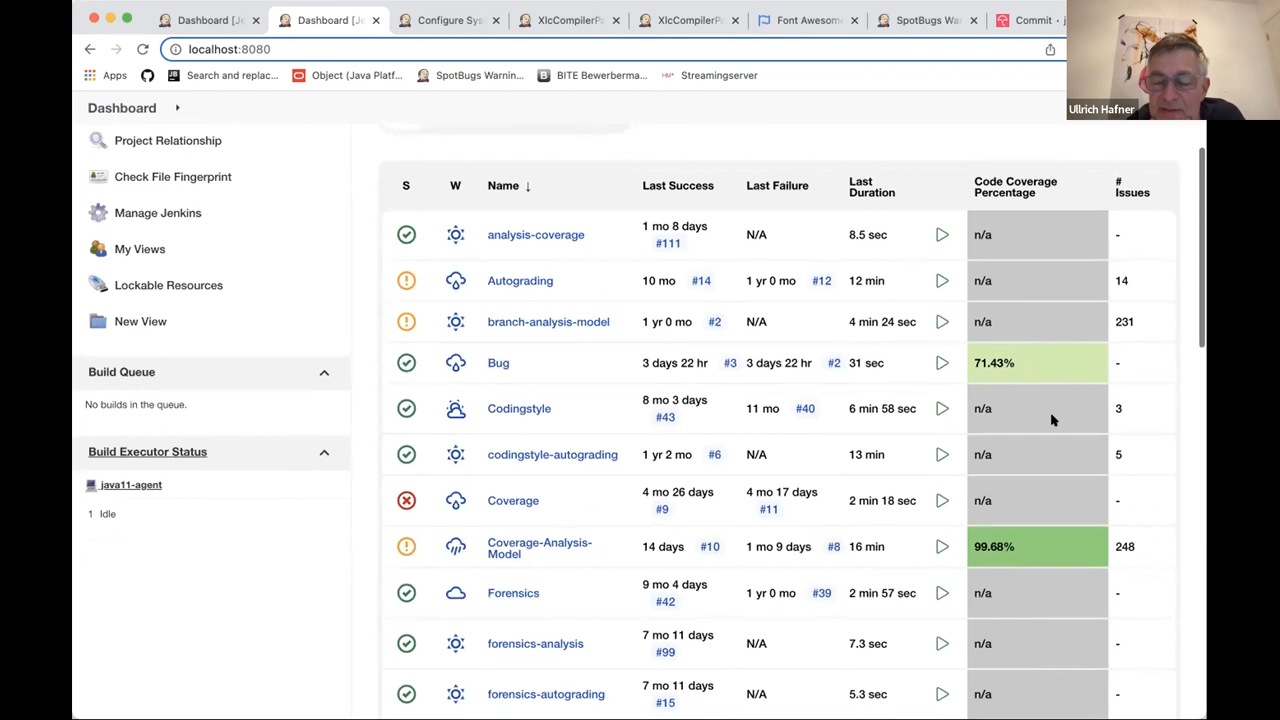 Dashboard [Je
Dashboard [Je
Configure Sys
XlcCompilerPa
XlcCompilerPa
Font Awesom
SpotBugs War
Commit · j
localhost:8080
Apps
Search and replac...
Object (Java Platf...
SpotBugs Warnin...
BITE Bewerberma...
Streamingserver
Ullrich Hafner
Dashboard
Project Relationship
Check File Fingerprint
Manage Jenkins
My Views
Lockable Resources
New View
Build Queue
No builds in the queue.
Build Executor Status
java11-agent
1 Idle
S W Name ↓ Last Success Last Failure Last Duration Code Coverage Percentage # Issues
analysis-coverage 1 mo 8 days #111 N/A 8.5 sec n/a -
Autograding 10 mo #14 1 yr 0 mo #12 12 min n/a 14
branch-analysis-model 1 yr 0 mo #2 N/A 4 min 24 sec n/a 231
Bug 3 days 22 hr #3 3 days 22 hr #2 31 sec 71.43% -
Codingstyle 8 mo 3 days #43 11 mo #40 6 min 58 sec n/a 3
codingstyle-autograding 1 yr 2 mo #6 N/A 13 min n/a 5
Coverage 4 mo 26 days #9 4 mo 17 days #11 2 min 18 sec n/a -
Coverage-Analysis-Model 14 days #10 1 mo 9 days #8 16 min 99.68% 248
Forensics 9 mo 4 days #42 1 yr 0 mo #39 2 min 57 sec n/a -
forensics-analysis 7 mo 11 days #99 N/A 7.3 sec n/a -
forensics-autograding 7 mo 11 days #15 N/A 5.3 sec n/a -